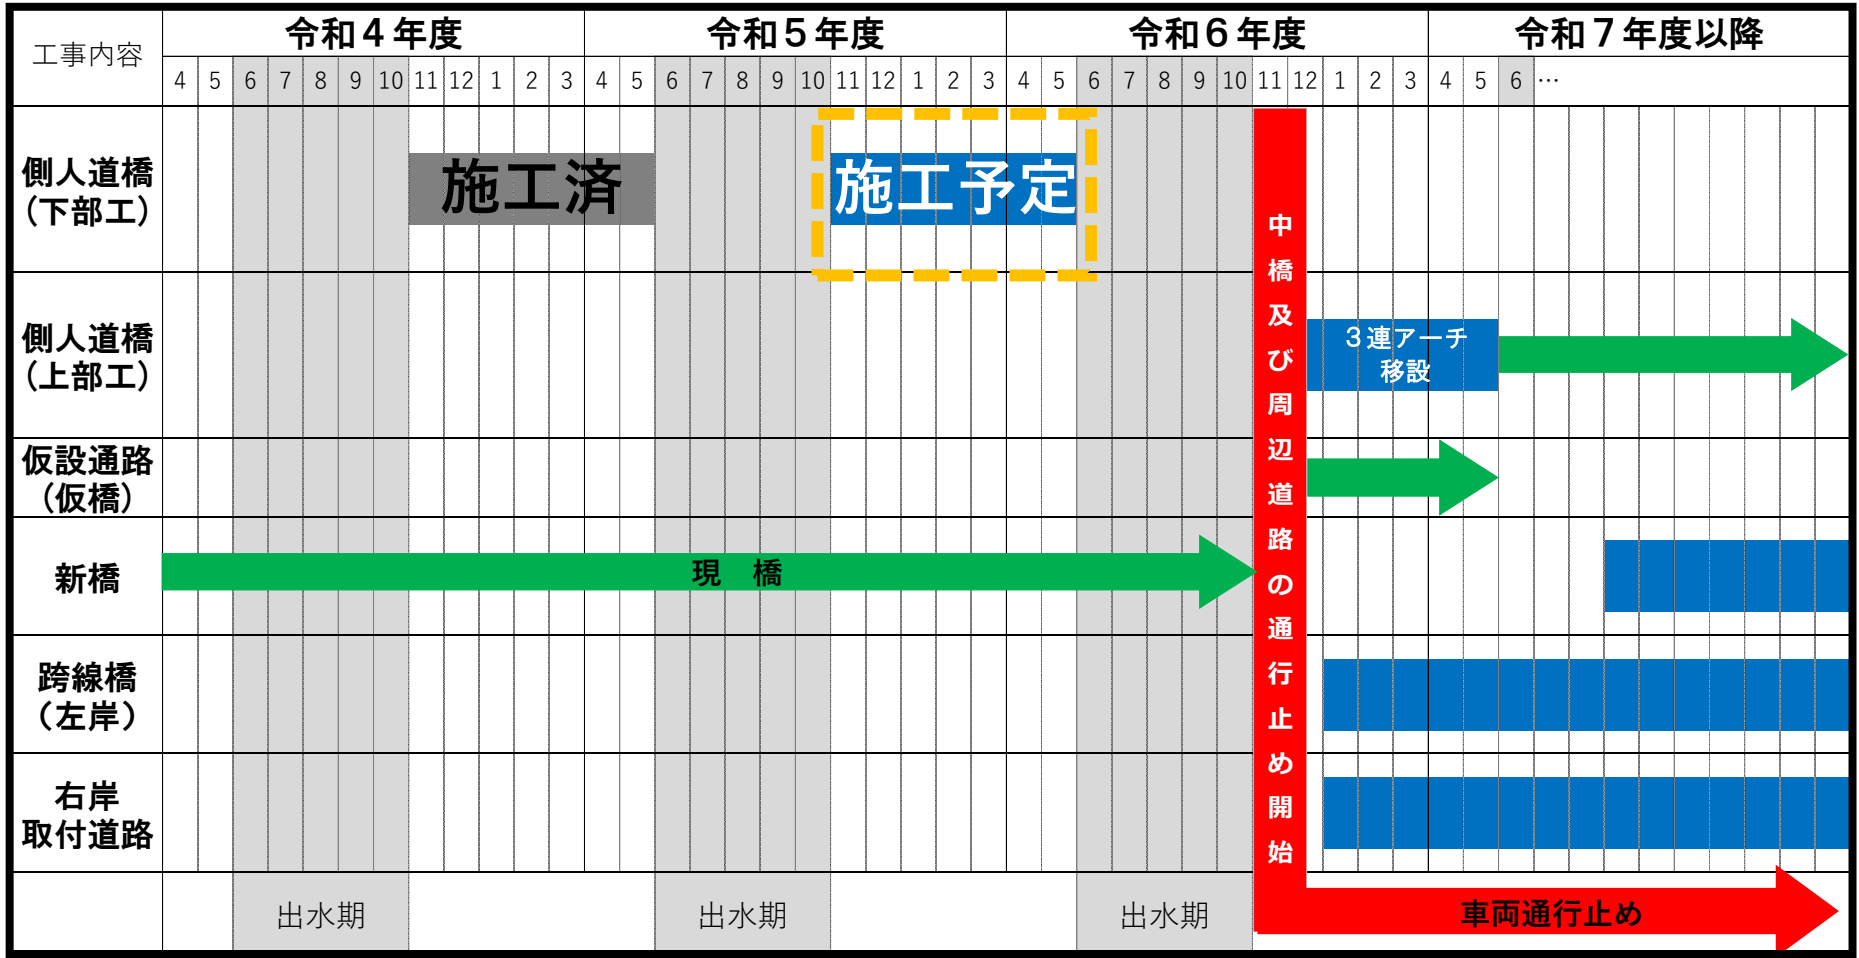 工事内容
令和４年度
令和５年度
令和６年度
令和７年度以降
4 5 6 7 8 9 10 11 12 1 2 3 4 5 6 7 8 9 10 11 12 1 2 3 4 5 6 7 8 9 10 11 12 1 2 3 4 5 6 …
側人道橋
（下部工）
施工済
施工予定
側人道橋
（上部工）
３連アーチ
移設
仮設通路
（仮橋）
新橋
現　橋
跨線橋
（左岸）
右岸
取付道路
中橋及び周辺道路の通行止め開始
出水期
出水期
出水期
車両通行止め